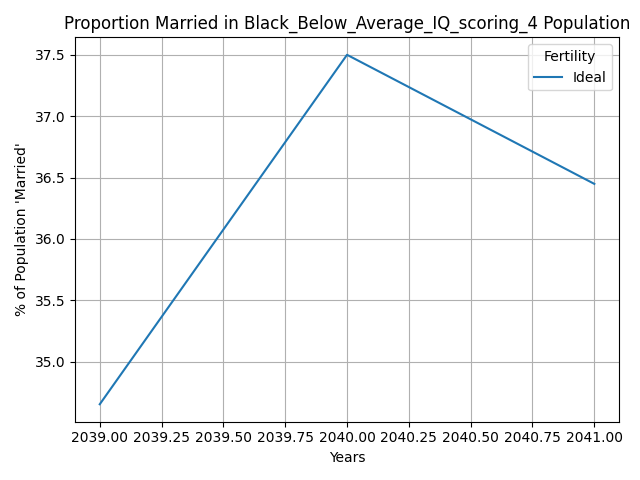 Proportion Married in Black_Below_Average_IQ_scoring_4 Population
Fertility
Ideal
% of Population 'Married'
37.5
37.0
36.5
36.0
35.5
35.0
2039.00 2039.25 2039.50 2039.75 2040.00 2040.25 2040.50 2040.75 2041.00
Years